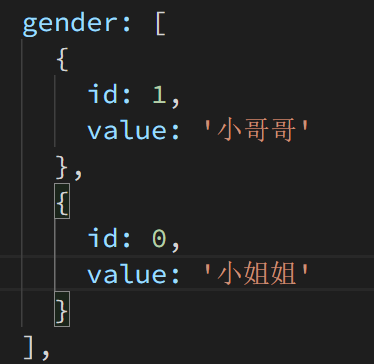 gender: [
{
id: 1,
value: '小哥哥'
},
{
id: 0,
value: '小姐姐'
}
],